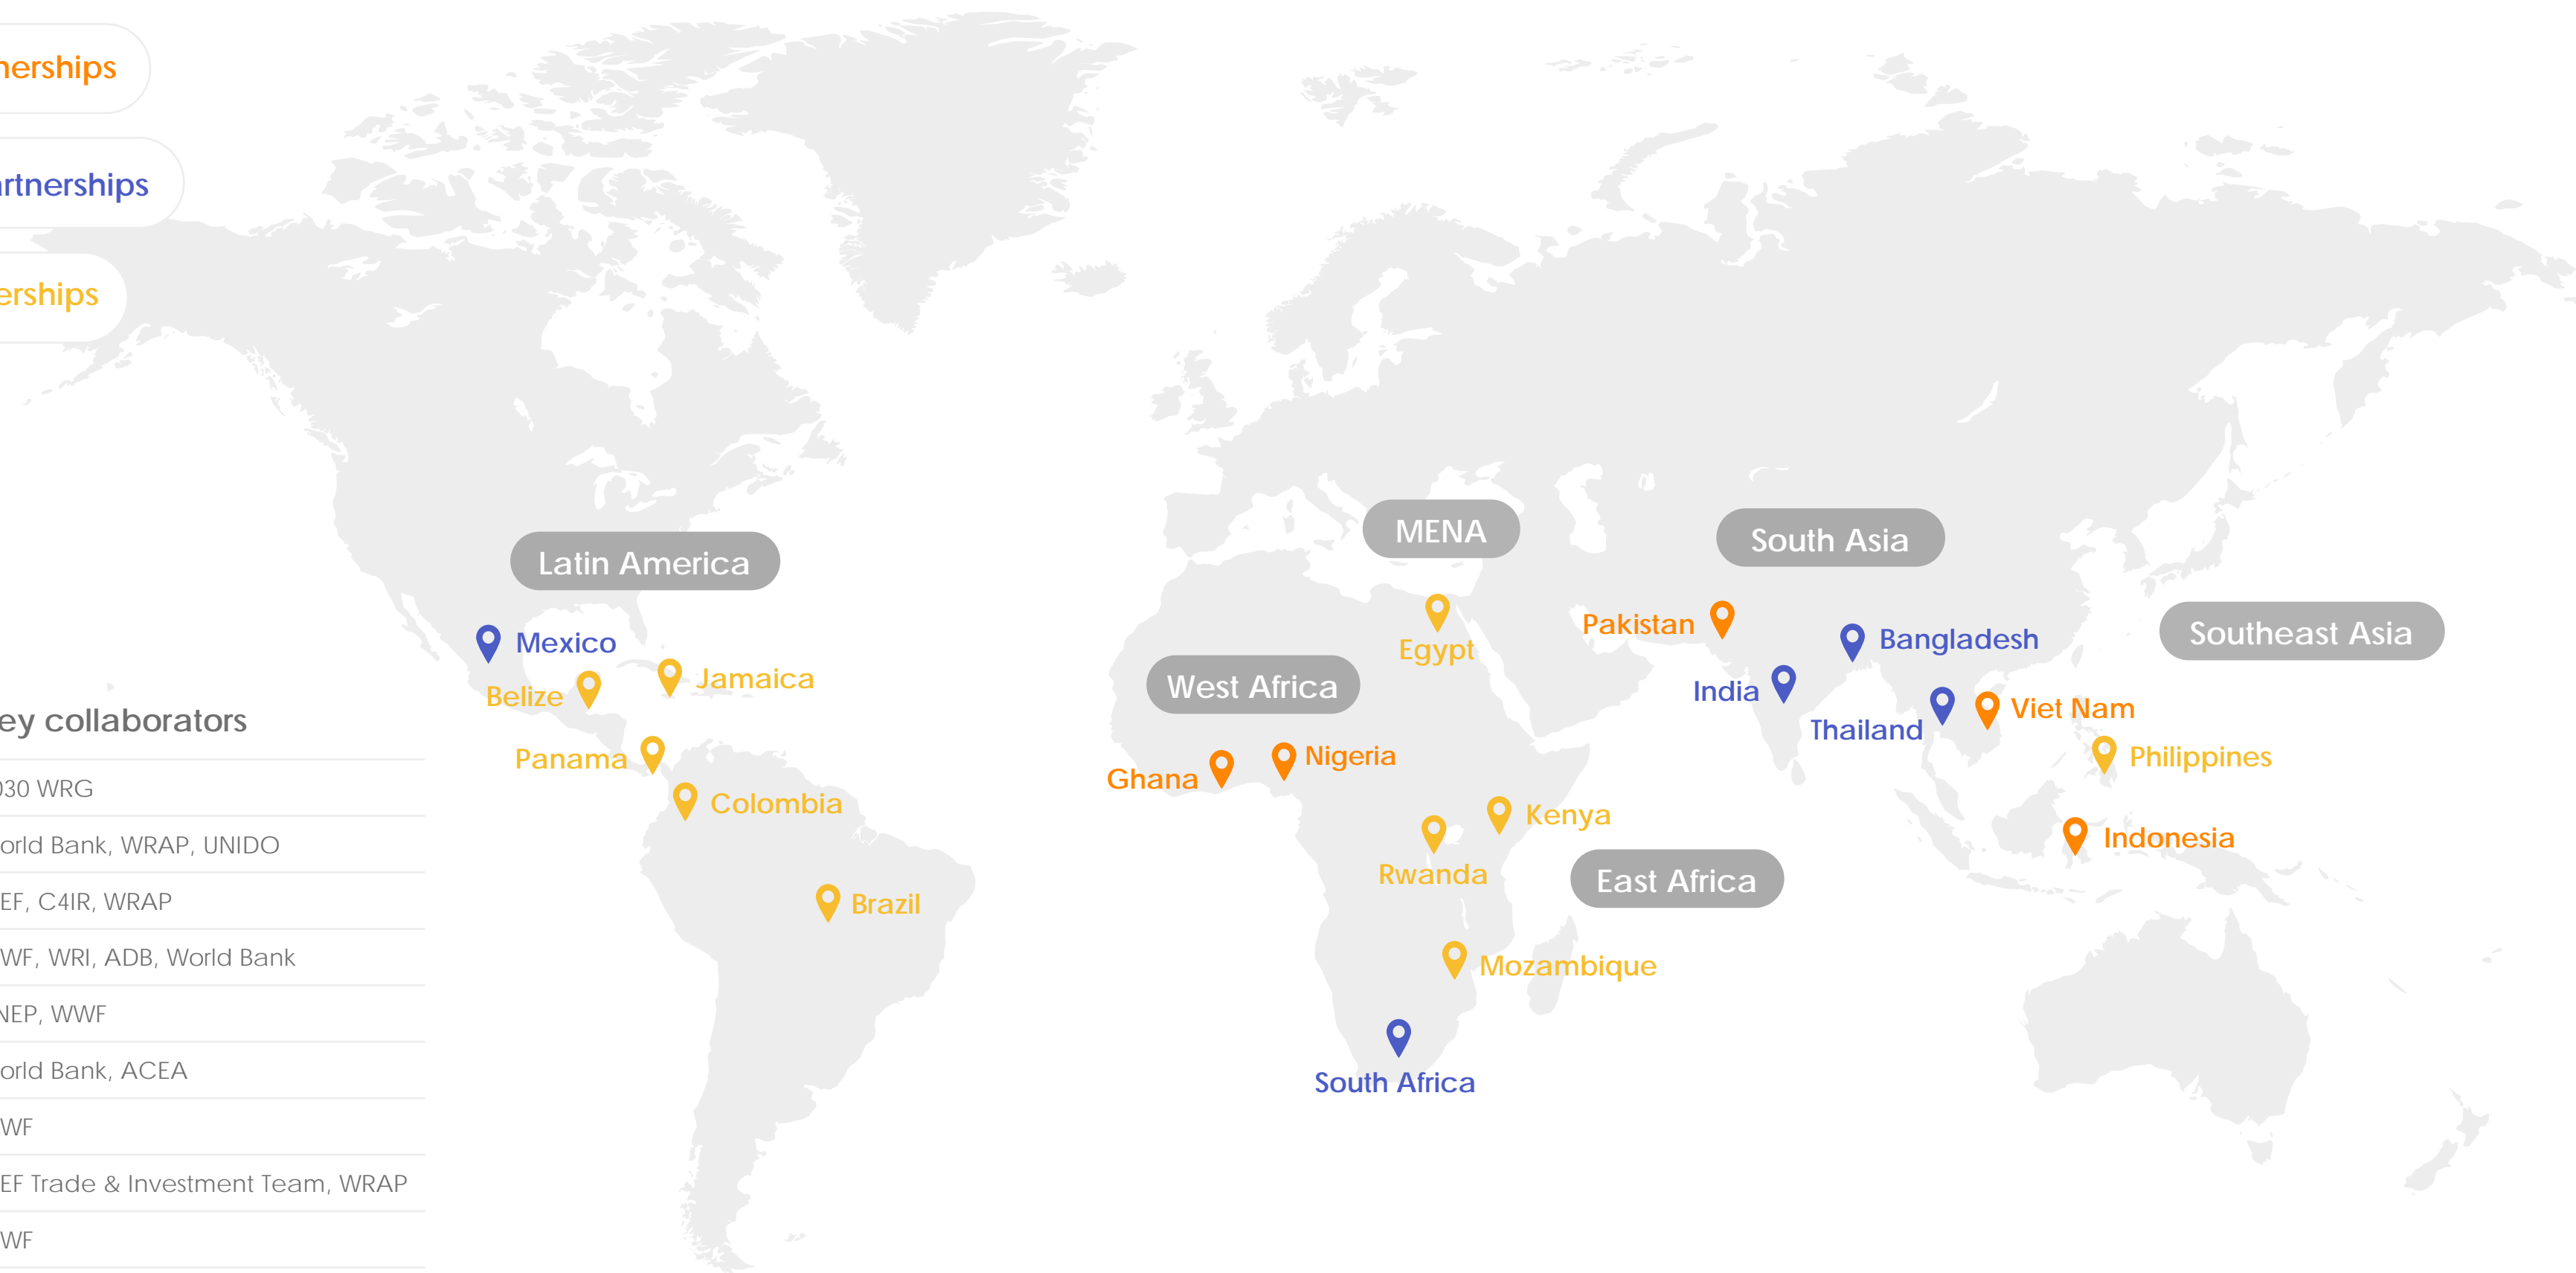 nerships
artnerships
erships
Latin America
MENA
South Asia
Southeast Asia
West Africa
East Africa
Mexico
Jamaica
Belize
Panama
Colombia
Brazil
Egypt
Ghana
Nigeria
Kenya
Rwanda
Mozambique
South Africa
Pakistan
Bangladesh
India
Thailand
Viet Nam
Philippines
Indonesia
ey collaborators
030 WRG
orld Bank, WRAP, UNIDO
EF, C4IR, WRAP
WF, WRI, ADB, World Bank
NEP, WWF
orld Bank, ACEA
WF
EF Trade & Investment Team, WRAP
WF